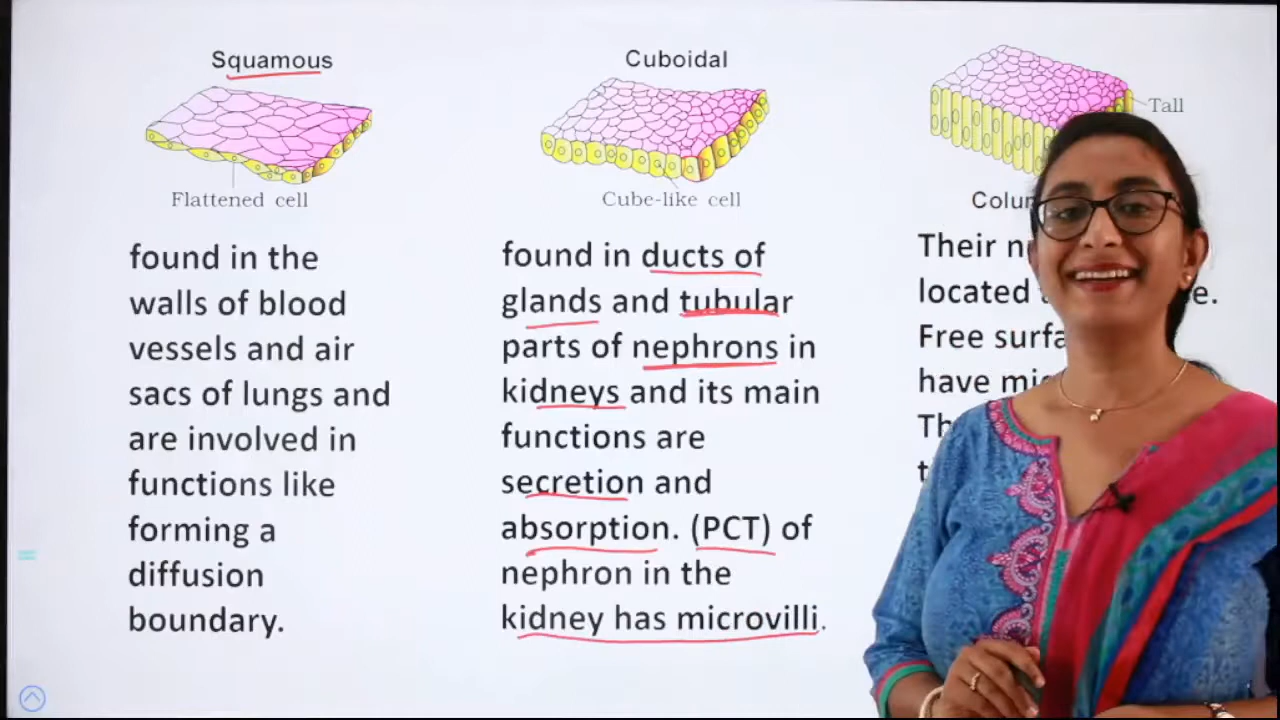 Squamous
Flattened cell
found in the
walls of blood
vessels and air
sacs of lungs and
are involved in
functions like
forming a
diffusion
boundary.
Cuboidal
Cube-like cell
found in ducts of
glands and tubular
parts of nephrons in
kidneys and its main
functions are
secretion and
absorption. (PCT) of
nephron in the
kidney has microvilli.
Tall
Their
located
Free
have